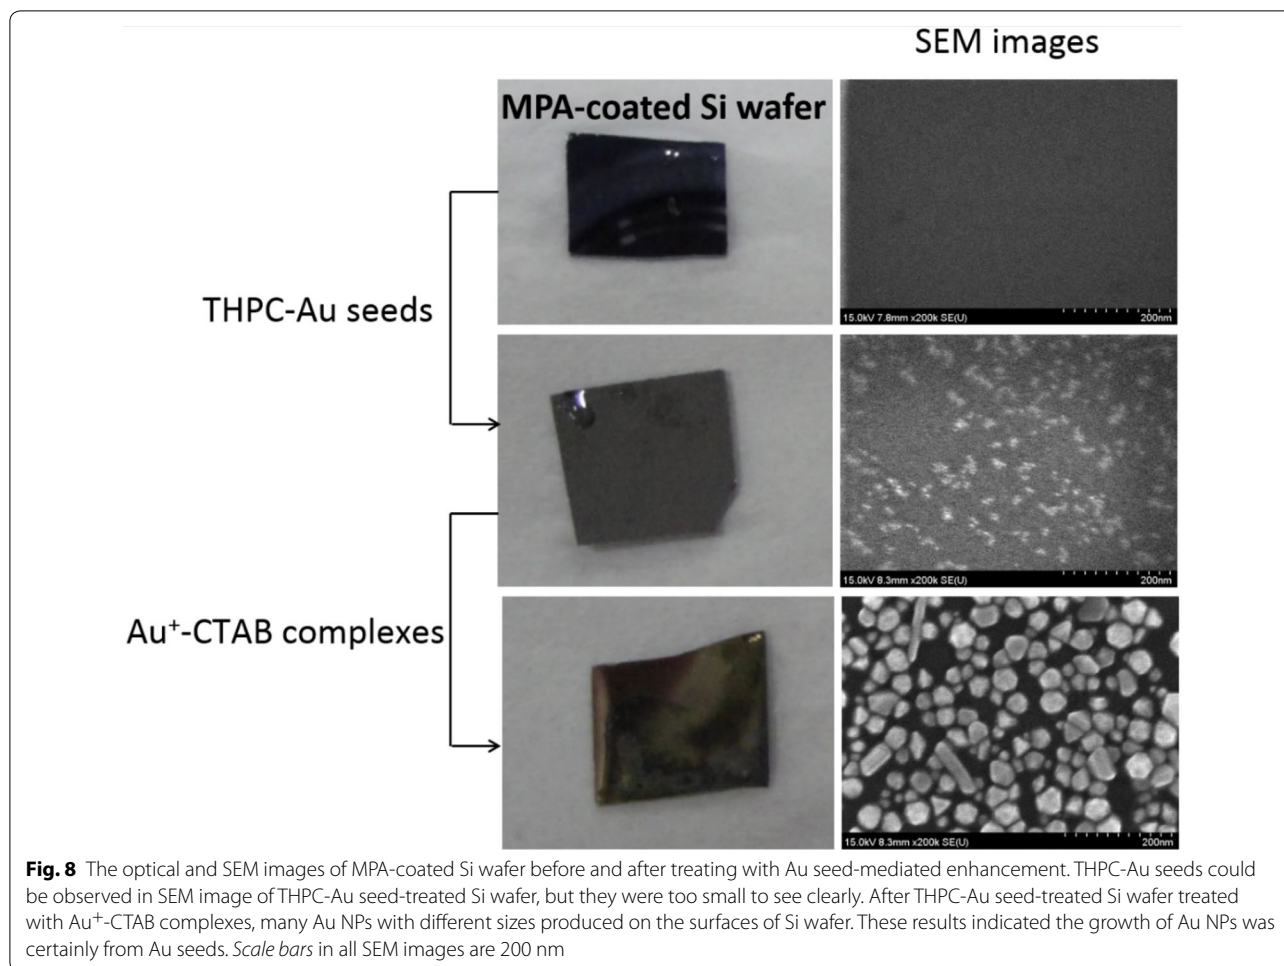 SEM images
MPA-coated Si wafer
15.0kV 7.8mm x200k SE(U) 200nm
THPC-Au seeds
15.0kV 8.3mm x200k SE(U) 200nm
Au⁺-CTAB complexes
15.0kV 8.3mm x200k SE(U) 200nm
Fig. 8 The optical and SEM images of MPA-coated Si wafer before and after treating with Au seed-mediated enhancement. THPC-Au seeds could
be observed in SEM image of THPC-Au seed-treated Si wafer, but they were too small to see clearly. After THPC-Au seed-treated Si wafer treated
with Au⁺-CTAB complexes, many Au NPs with different sizes produced on the surfaces of Si wafer. These results indicated the growth of Au NPs was
certainly from Au seeds. Scale bars in all SEM images are 200 nm